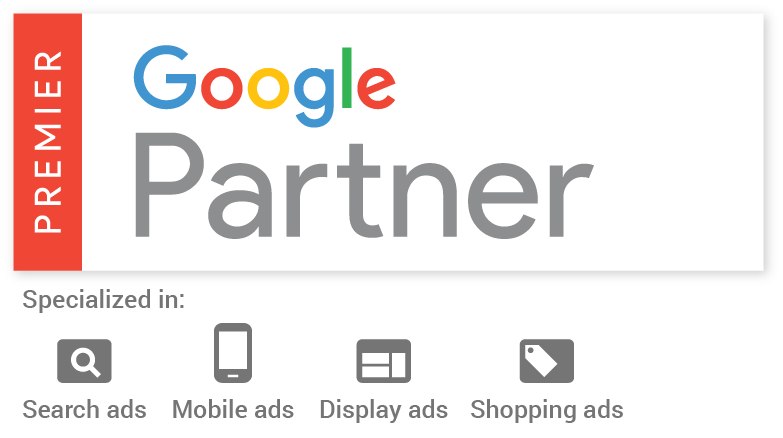 PREMIER
Google
Partner
Specialized in:
Search ads Mobile ads Display ads Shopping ads